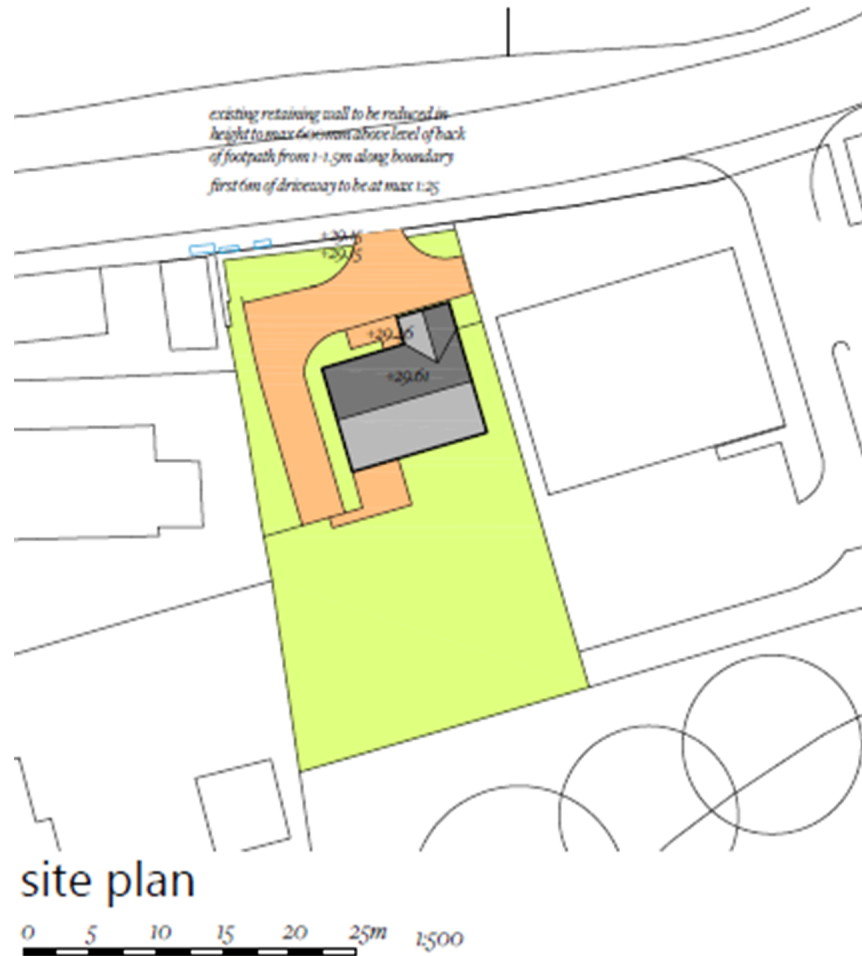 existing retaining wall to be reduced in
height to max 600mm above level of back
of footpath from 1-1.5m along boundary
first 6m of driveway to be at max 1:25
+29.15
+29.61
site plan
0 5 10 15 20 25m 1:500